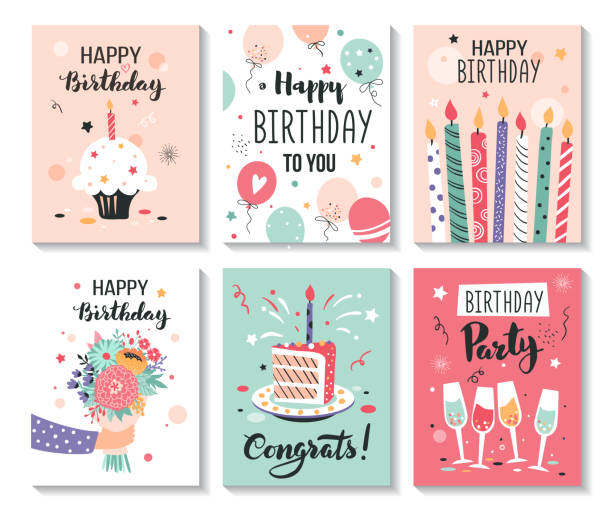 HAPPY
Birthday
Happy
BIRTHDAY
TO YOU
HAPPY
BIRTHDAY
HAPPY
Birthday
Congrats!
BIRTHDAY
Party